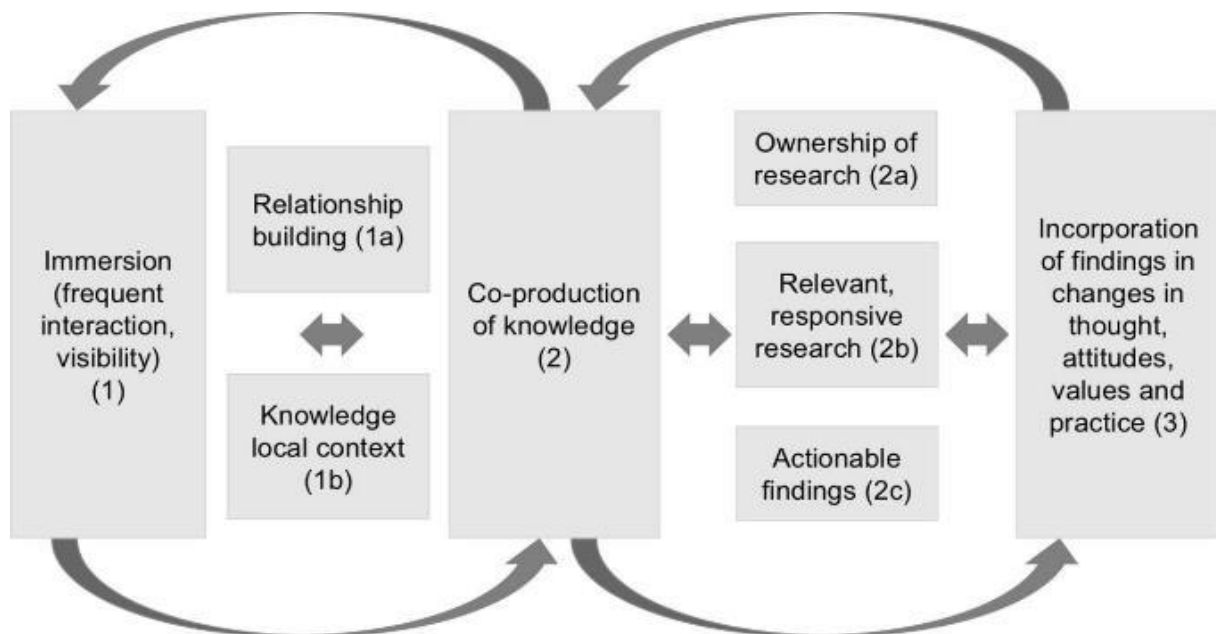 Immersion
(frequent
interaction,
visibility)
(1)
Relationship
building (1a)
Knowledge
local context
(1b)
Co-production
of knowledge
(2)
Ownership of
research (2a)
Relevant,
responsive
research (2b)
Actionable
findings (2c)
Incorporation
of findings in
changes in
thought,
attitudes,
values and
practice (3)